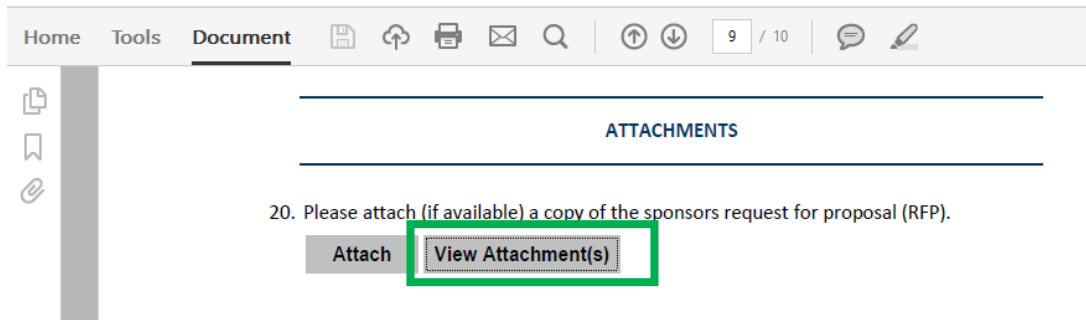 Home Tools Document 9 / 10
ATTACHMENTS
20. Please attach (if available) a copy of the sponsors request for proposal (RFP).
Attach View Attachment(s)